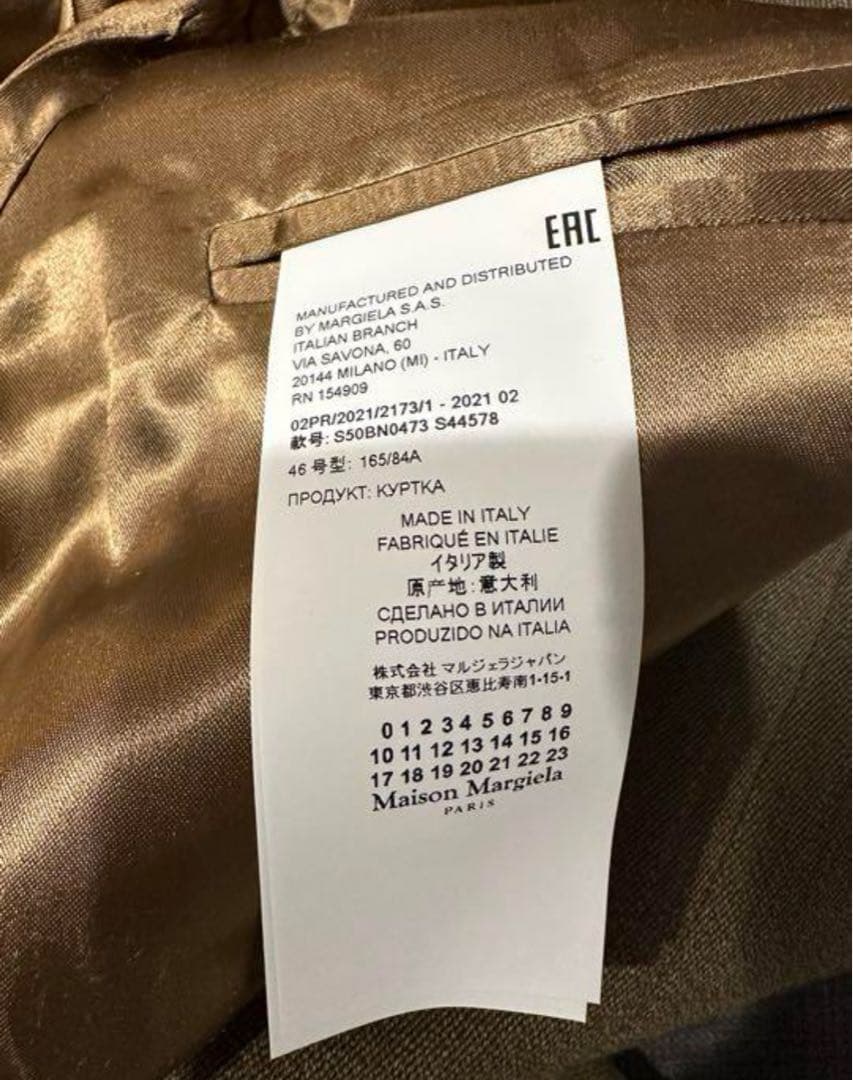 EAC
MANUFACTURED AND DISTRIBUTED
BY MARGIELA S.A.S.
ITALIAN BRANCH
VIA SAVONA, 60
20144 MILANO (MI) - ITALY
RN 154909
02PR/2021/2173/1 - 2021 02
款号: S50BN0473 S44578
46 号型: 165/84A
ПРОДУКТ: КУРТКА
MADE IN ITALY
FABRIQUÉ EN ITALIE
イタリア製
原产地: 意大利
СДЕЛАНО В ИТАЛИИ
PRODUZIDO NA ITALIA
株式会社 マルジェラジャパン
東京都渋谷区恵比寿南1-15-1
0 1 2 3 4 5 6 7 8 9
10 11 12 13 14 15 16
17 18 19 20 21 22 23
Maison Margiela
PARIS